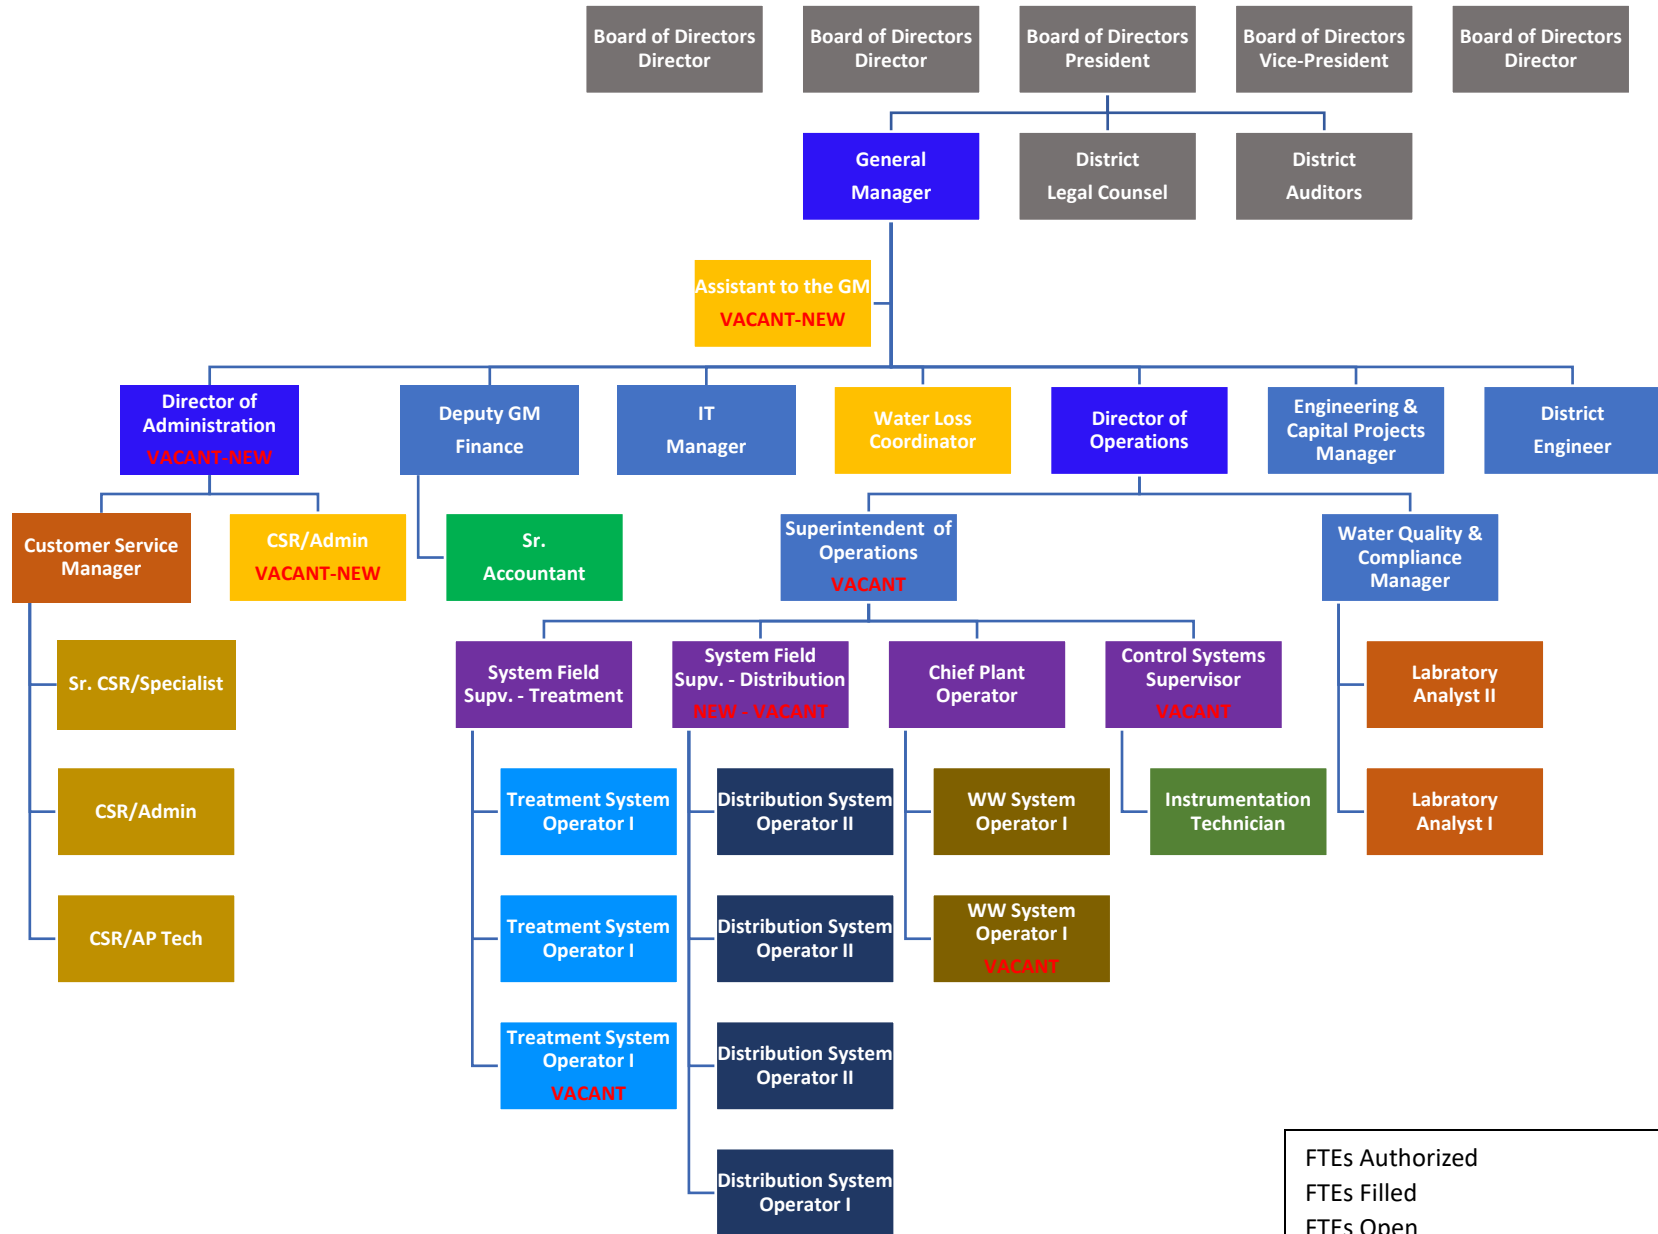 Board of Directors
Director
Board of Directors
Director
Board of Directors
President
Board of Directors
Vice-President
Board of Directors
Director
General
Manager
District
Legal Counsel
District
Auditors
Assistant to the GM
VACANT-NEW
Director of
Administration
VACANT-NEW
Deputy GM
Finance
IT
Manager
Water Loss
Coordinator
Director of
Operations
Engineering &
Capital Projects
Manager
District
Engineer
Customer Service
Manager
CSR/Admin
VACANT-NEW
Sr.
Accountant
Superintendent of
Operations
VACANT
Water Quality &
Compliance
Manager
Sr. CSR/Specialist
System Field
Supv. - Treatment
System Field
Supv. - Distribution
NEW - VACANT
Chief Plant
Operator
Control Systems
Supervisor
VACANT
Labratory
Analyst II
CSR/Admin
Treatment System
Operator I
Distribution System
Operator II
WW System
Operator I
Instrumentation
Technician
Labratory
Analyst I
CSR/AP Tech
Treatment System
Operator I
Distribution System
Operator II
WW System
Operator I
VACANT
Treatment System
Operator I
VACANT
Distribution System
Operator II
Distribution System
Operator I
FTEs Authorized
FTEs Filled
FTEs Open